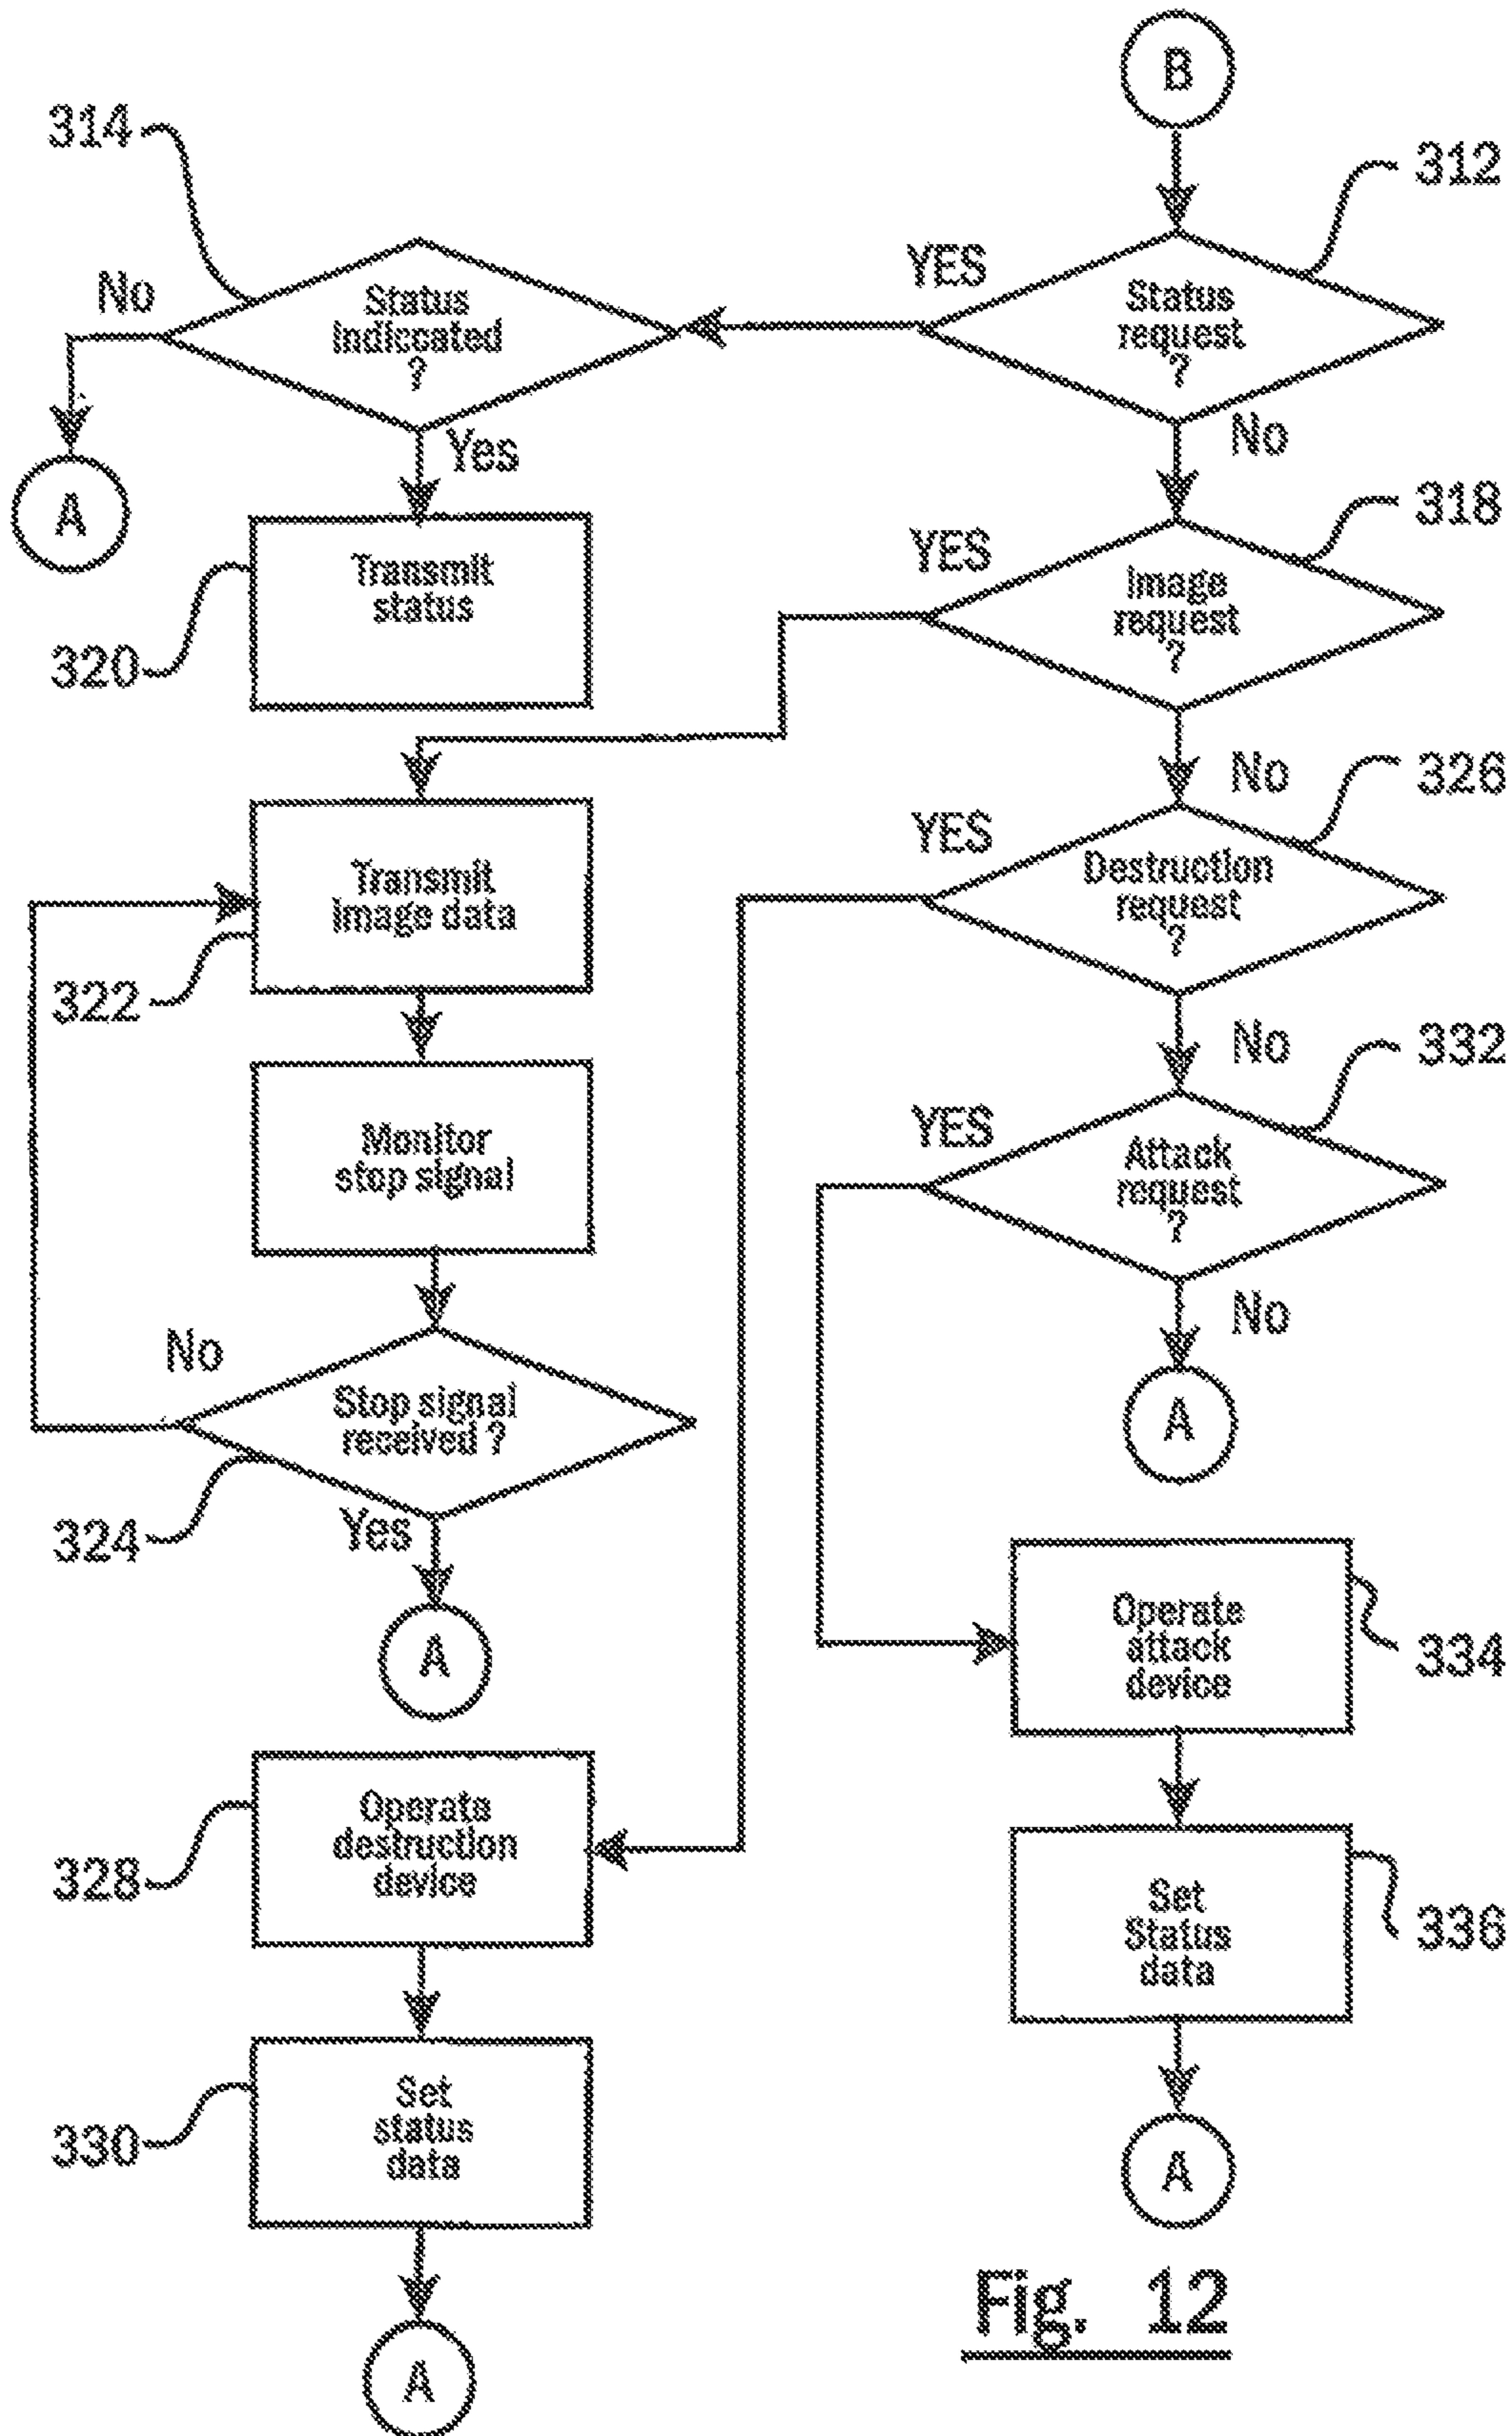 B
314
312
No
YES
Status
indiccated
?
Status
request
?
Yes
No
A
318
YES
Transmit
status
Image
request
?
320
No
326
YES
Transmit
image data
Destruction
request
?
322
No
332
YES
Monitor
stop signal
Attack
request
?
No
No
Stop signal
received ?
A
324
Yes
A
Operate
attack
device
334
Operate
destruction
device
328
Set
Status
data
336
Set
status
data
330
A
A
Fig. 12